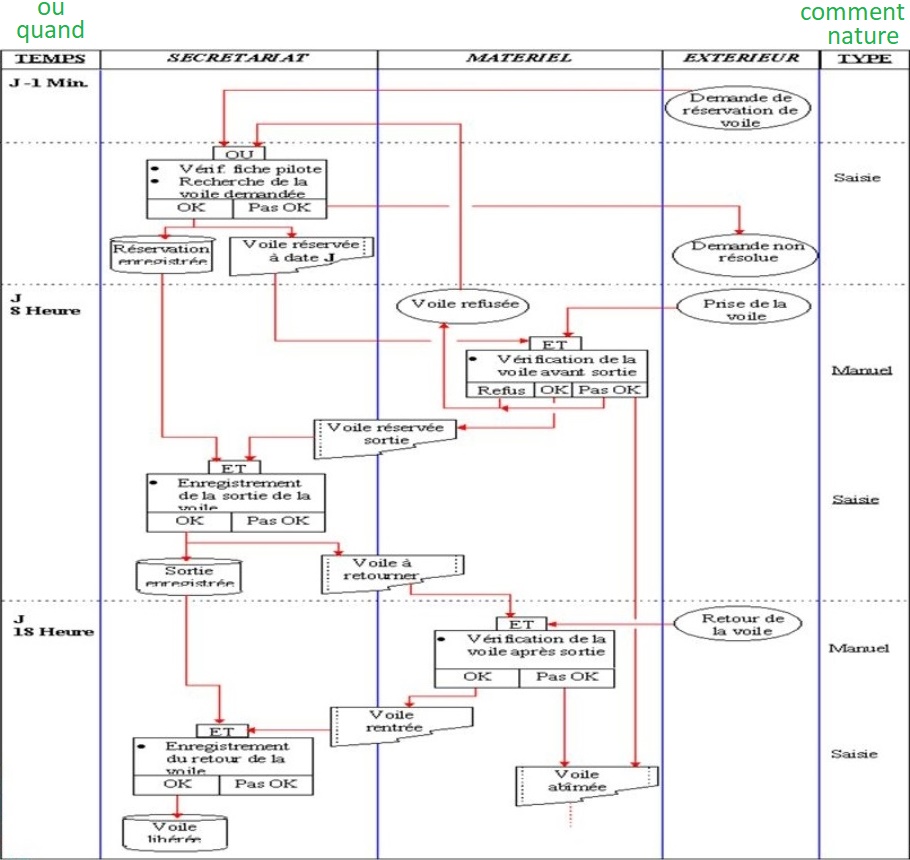 ou
quand
comment
nature
TEMPS
SECRETARIAT
MATERIEL
EXTERIEUR
TYPE
J -1 Min.
Demande de
réservation de
voile
OU
• Vérif. fiche pilote
• Recherche de la
voile demandée
OK
Pas OK
Saisie
Réservation
enregistrée
Voile réservée
à date J
Demande non
résolue
J
8 Heure
Voile refusée
Prise de la
voile
ET
• Vérification de la
voile avant sortie
Refus
OK
Pas OK
Manuel
Voile réservée
sortie
ET
• Enregistrement
de la sortie de la
voile
OK
Pas OK
Saisie
Sortie
enregistrée
Voile à
retourner
J
18 Heure
Retour de
la voile
ET
• Vérification de la
voile après sortie
OK
Pas OK
Manuel
Voile
rentrée
ET
• Enregistrement
du retour de la
voile
OK
Pas OK
Saisie
Voile
abîmée
Voile
libérée